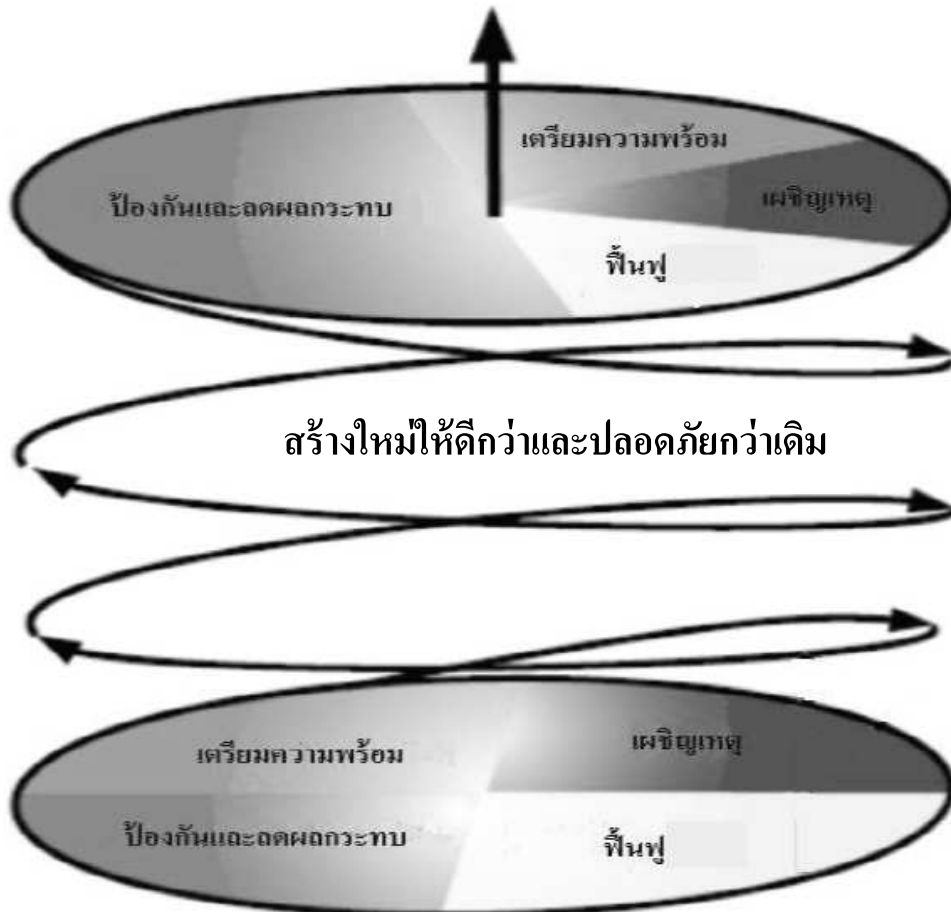 เตรียมความพร้อม
ป้องกันและลดผลกระทบ
เผชิญเหตุ
ฟื้นฟู
สร้างใหม่ให้ดีกว่าและปลอดภัยกว่าเดิม
เตรียมความพร้อม
เผชิญเหตุ
ป้องกันและลดผลกระทบ
ฟื้นฟู